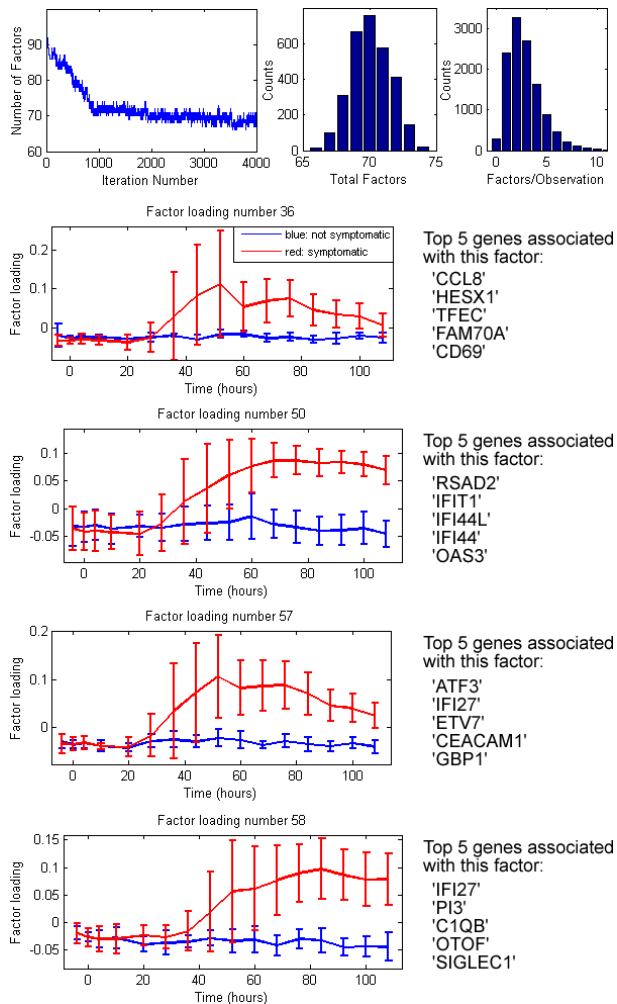 90
80
70
60
Number of Factors
0 1000 2000 3000 4000
Iteration Number
600
400
200
0
Counts
65 70 75
Total Factors
3000
2000
1000
0
Counts
0 5 10
Factors/Observation
Factor loading number 36
blue: not symptomatic
red: symptomatic
0.2
0.1
0
Factor loading
0 20 40 60 80 100
Time (hours)
Top 5 genes associated
with this factor:
'CCL8'
'HESX1'
'TFEC'
'FAM70A'
'CD69'
Factor loading number 50
0.1
0.05
0
-0.05
Factor loading
0 20 40 60 80 100
Time (hours)
Top 5 genes associated
with this factor:
'RSAD2'
'IFIT1'
'IFI44L'
'IFI44'
'OAS3'
Factor loading number 57
0.2
0.1
0
Factor loading
0 20 40 60 80 100
Time (hours)
Top 5 genes associated
with this factor:
'ATF3'
'IFI27'
'ETV7'
'CEACAM1'
'GBP1'
Factor loading number 58
0.15
0.1
0.05
0
-0.05
Factor loading
0 20 40 60 80 100
Time (hours)
Top 5 genes associated
with this factor:
'IFI27'
'PI3'
'C1QB'
'OTOF'
'SIGLEC1'